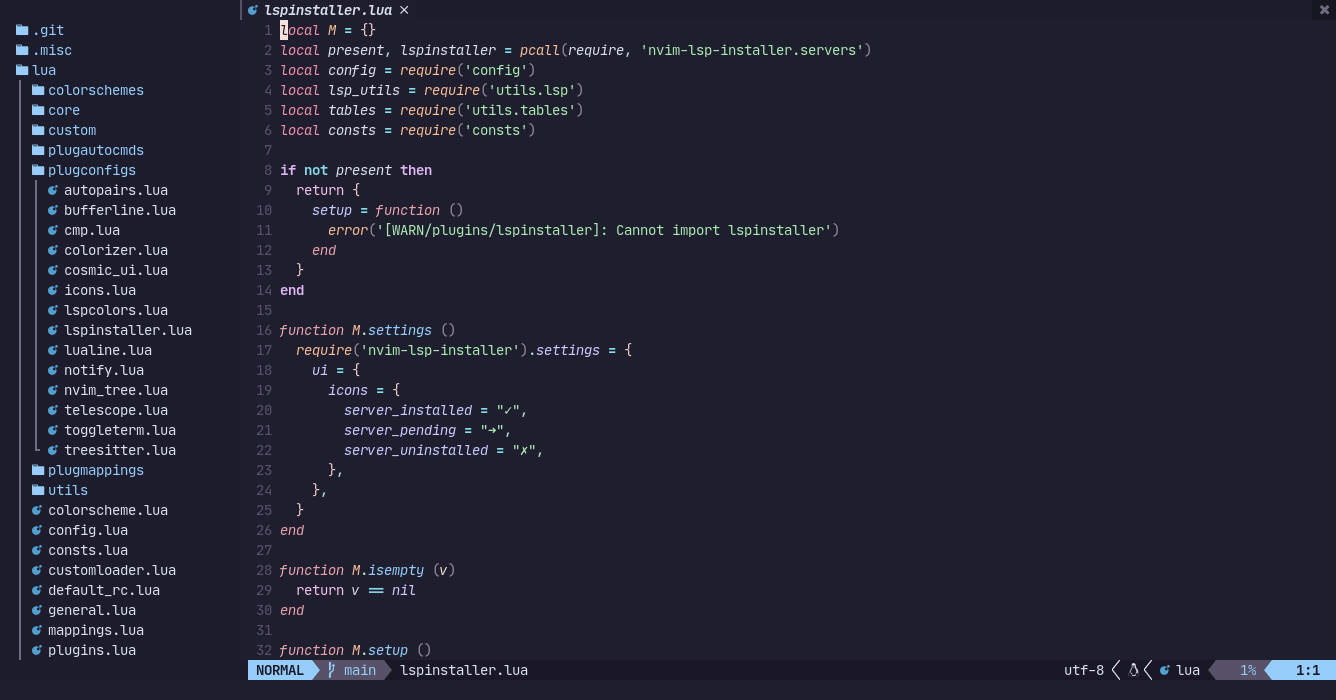 lspinstaller.lua ×
.git
.misc
lua
colorschemes
core
custom
plugautocmds
plugconfigs
autopairs.lua
bufferline.lua
cmp.lua
colorizer.lua
cosmic_ui.lua
icons.lua
lspcolors.lua
lspinstaller.lua
lualine.lua
notify.lua
nvim_tree.lua
telescope.lua
toggleterm.lua
treesitter.lua
plugmappings
utils
colorscheme.lua
config.lua
consts.lua
customloader.lua
default_rc.lua
general.lua
mappings.lua
plugins.lua
1 local M = {}
2 local present, lspinstaller = pcall(require, 'nvim-lsp-installer.servers')
3 local config = require('config')
4 local lsp_utils = require('utils.lsp')
5 local tables = require('utils.tables')
6 local consts = require('consts')
7
8 if not present then
9   return {
10     setup = function ()
11       error('[WARN/plugins/lspinstaller]: Cannot import lspinstaller')
12     end
13   }
14 end
15
16 function M.settings ()
17   require('nvim-lsp-installer').settings = {
18     ui = {
19       icons = {
20         server_installed = "✓",
21         server_pending = "➜",
22         server_uninstalled = "✗",
23       },
24     },
25   }
26 end
27
28 function M.isempty (v)
29   return v == nil
30 end
31
32 function M.setup ()
NORMAL main lspinstaller.lua utf-8 lua 1% 1:1